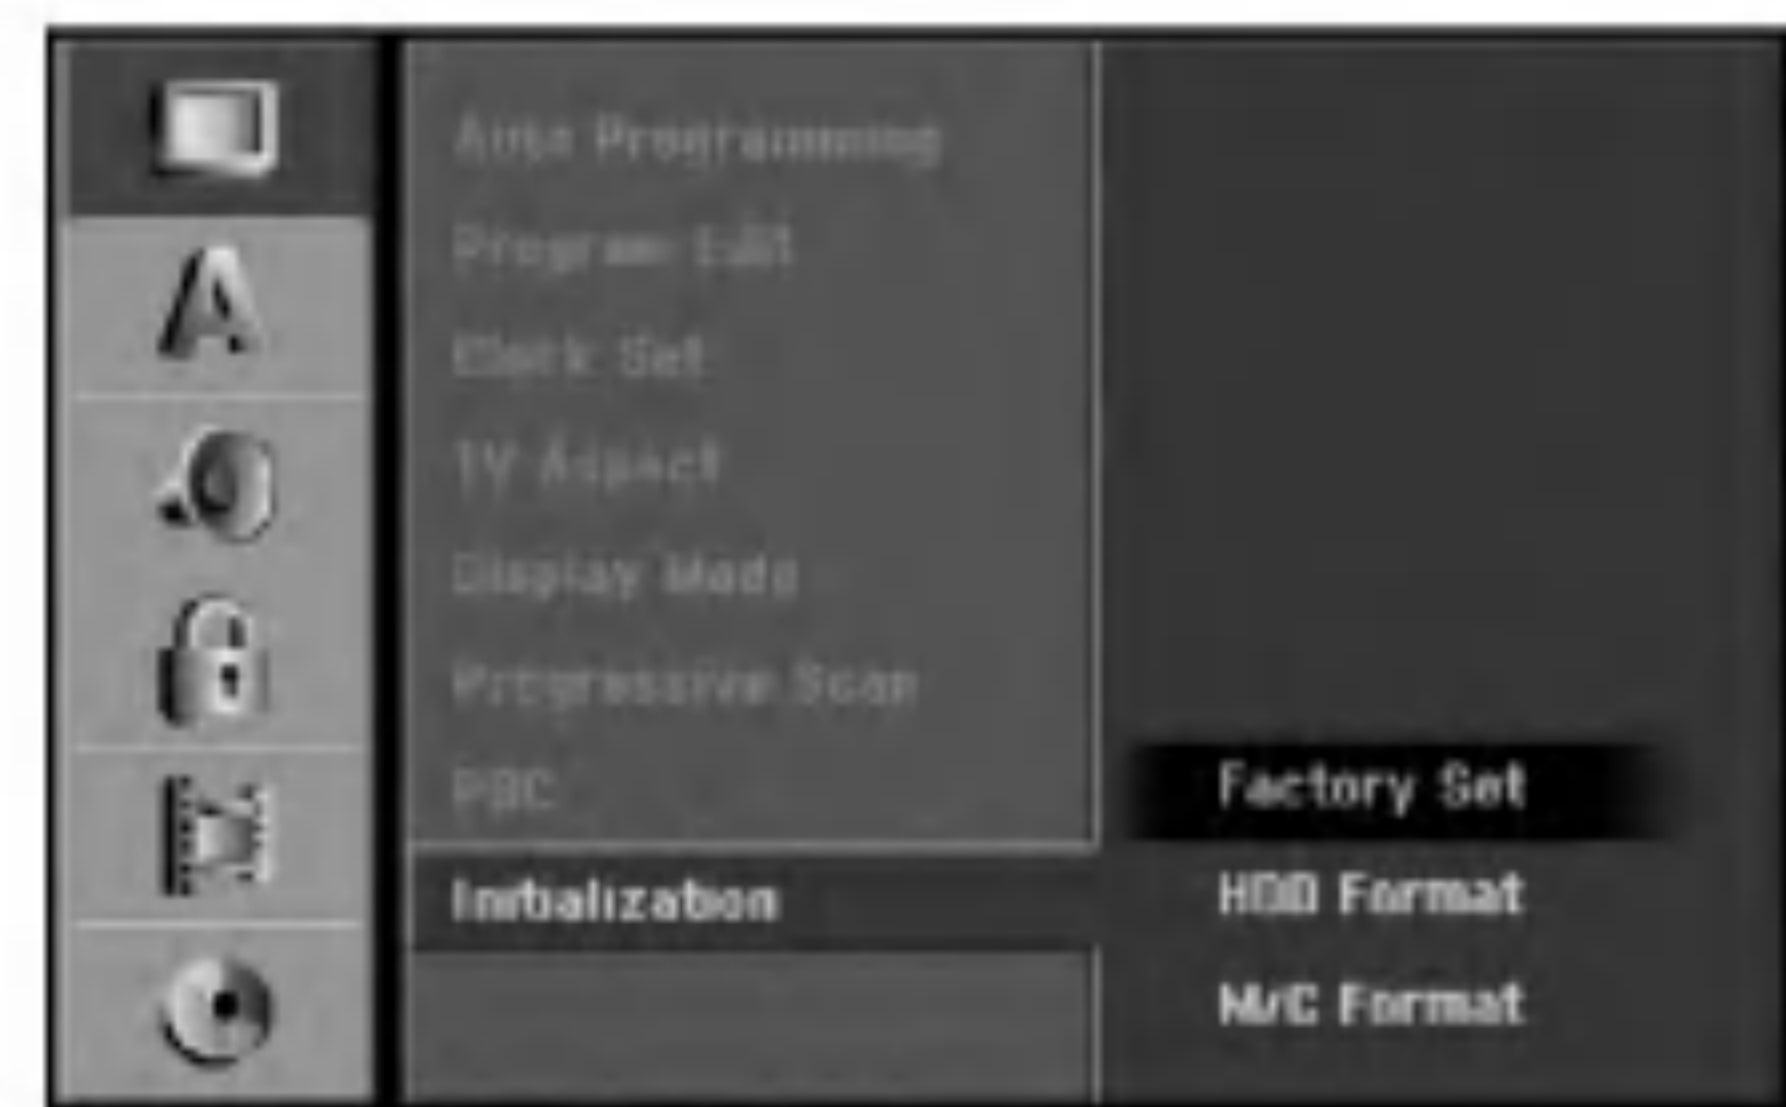 A
Auto Programming
Program Edit
Clock Set
TV Aspect
Display Mode
Progressive Scan
PBC
Initialization
Factory Set
HDD Format
M/C Format